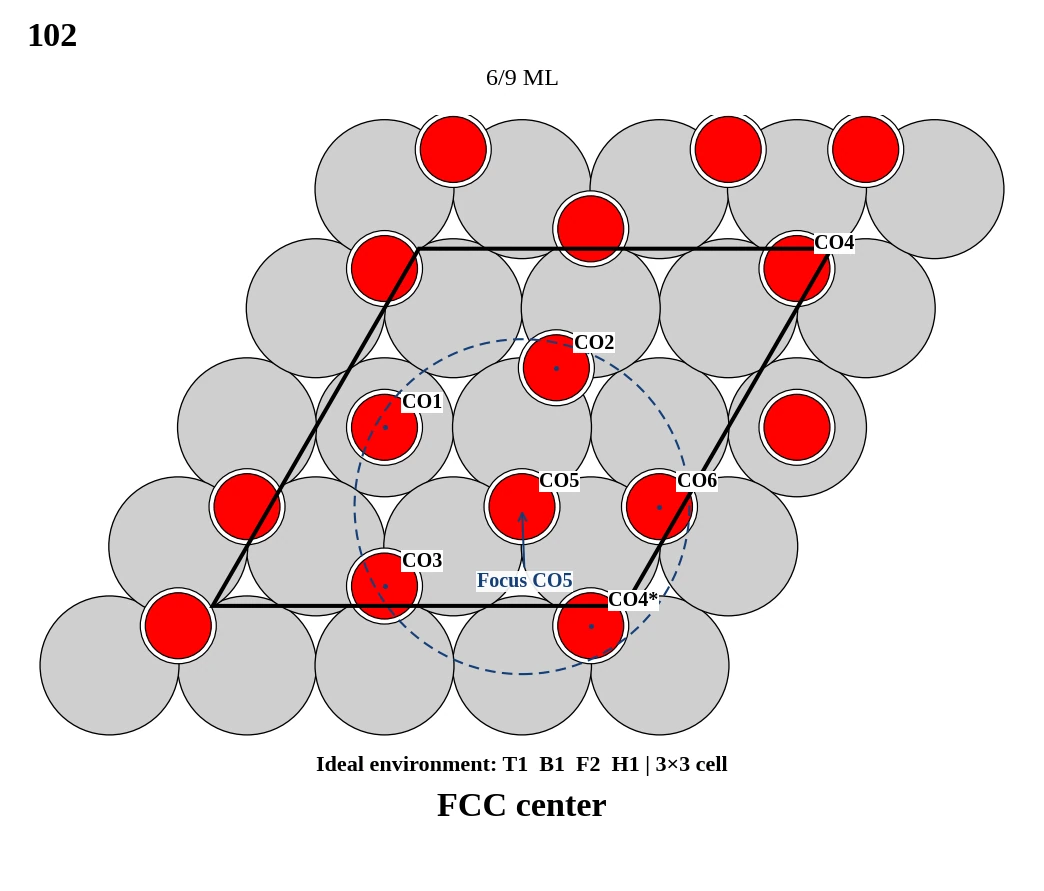 102
6/9 ML
CO4
CO2
CO1
CO5
CO6
CO3
Focus CO5
CO4*
Ideal environment: T1 B1 F2 H1 | 3×3 cell
FCC center